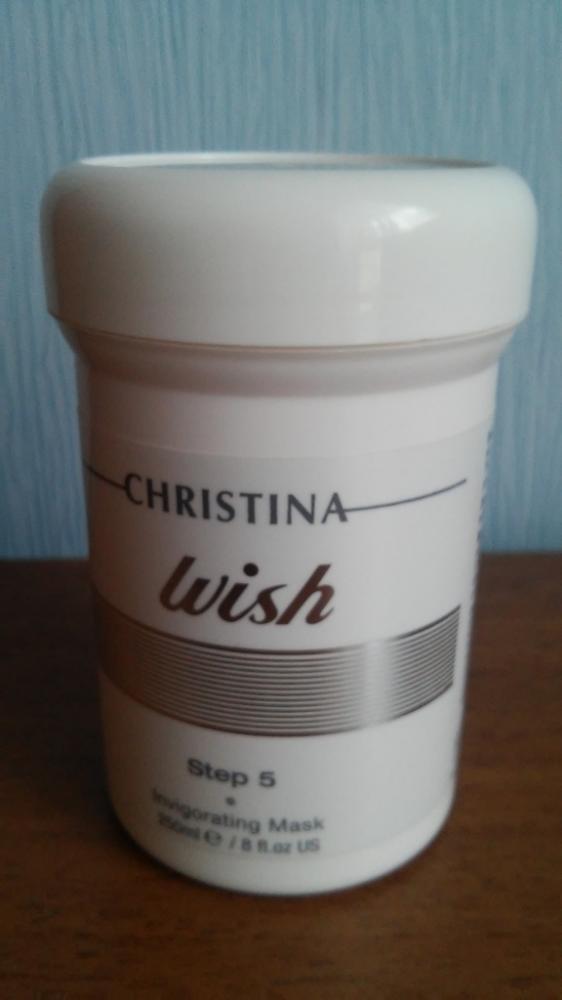 CHRISTINA
Wish
Step 5
Invigorating Mask
250ml ℮ / 8 fl.oz US